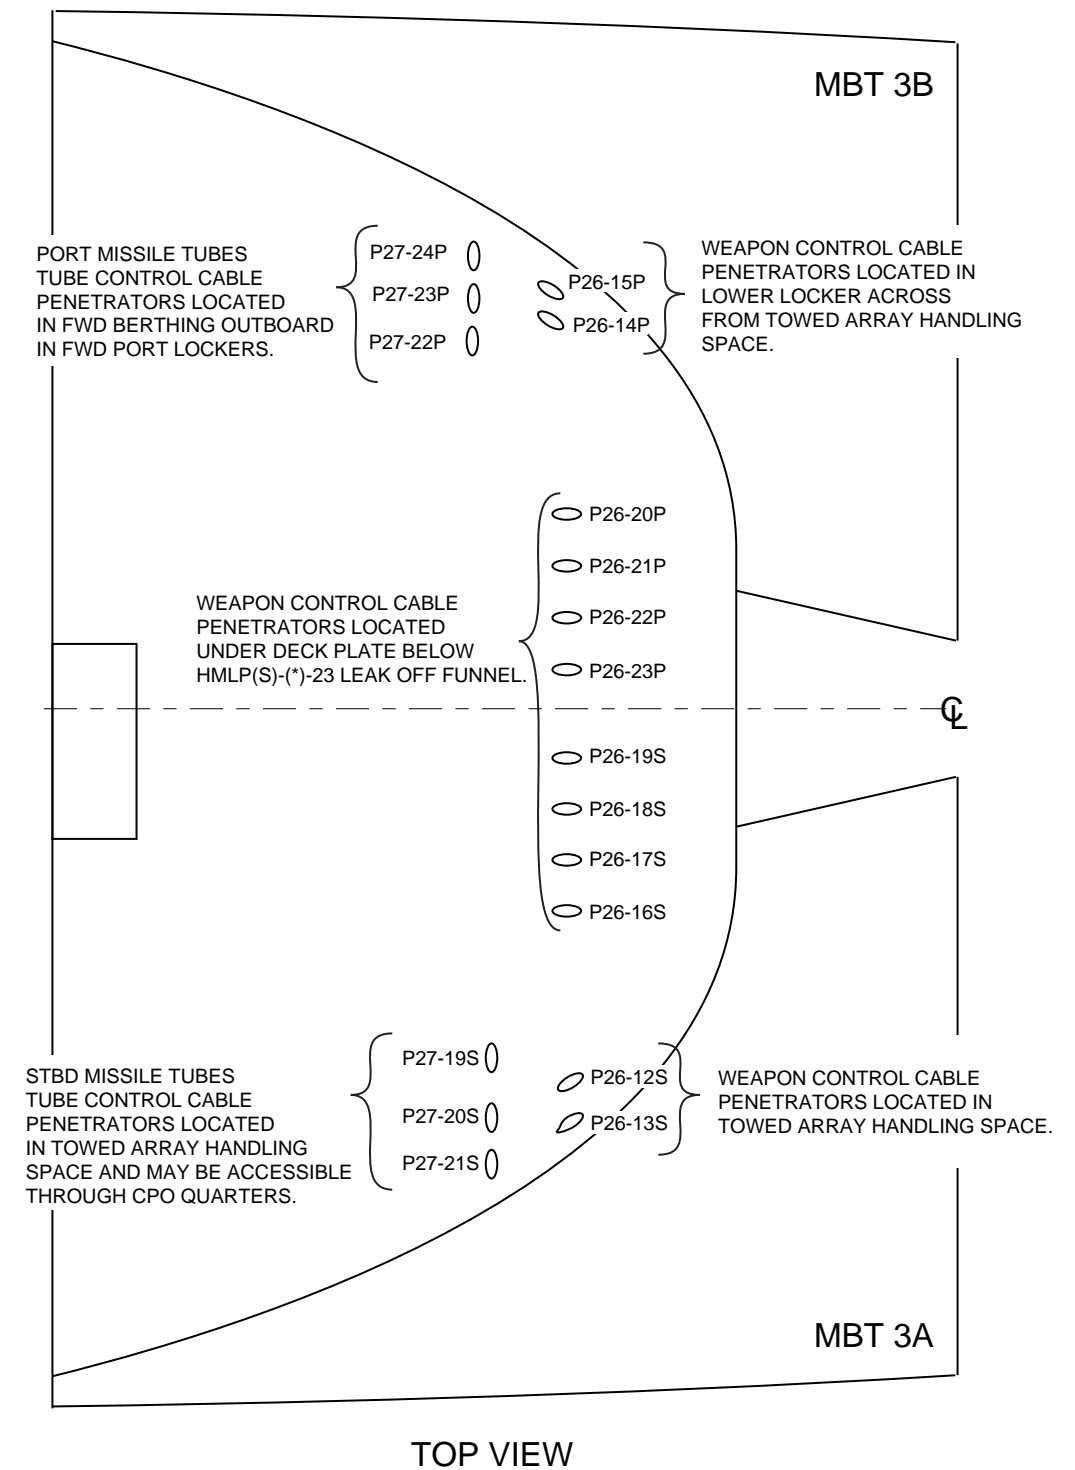 MBT 3B
PORT MISSILE TUBES
TUBE CONTROL CABLE
PENETRATORS LOCATED
IN FWD BERTHING OUTBOARD
IN FWD PORT LOCKERS.
P27-24P
P27-23P
P27-22P
P26-15P
P26-14P
WEAPON CONTROL CABLE
PENETRATORS LOCATED IN
LOWER LOCKER ACROSS
FROM TOWED ARRAY HANDLING
SPACE.
WEAPON CONTROL CABLE
PENETRATORS LOCATED
UNDER DECK PLATE BELOW
HMLP(S)-(*)-23 LEAK OFF FUNNEL.
P26-20P
P26-21P
P26-22P
P26-23P
℄
P26-19S
P26-18S
P26-17S
P26-16S
STBD MISSILE TUBES
TUBE CONTROL CABLE
PENETRATORS LOCATED
IN TOWED ARRAY HANDLING
SPACE AND MAY BE ACCESSIBLE
THROUGH CPO QUARTERS.
P27-19S
P27-20S
P27-21S
P26-12S
P26-13S
WEAPON CONTROL CABLE
PENETRATORS LOCATED IN
TOWED ARRAY HANDLING SPACE.
MBT 3A
TOP VIEW